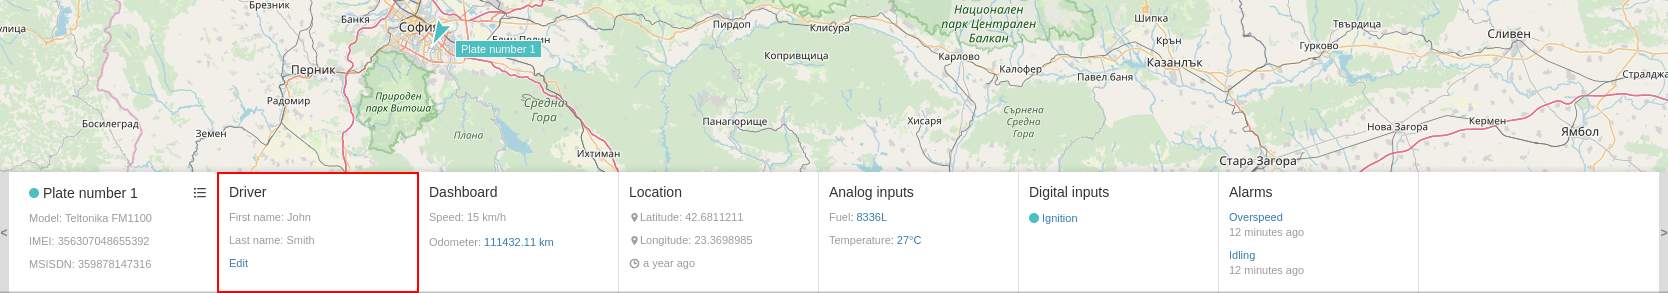 Брезник
Банкя
София
Елин Пелин
Пирдоп
Клисура
Национален
парк Централен
Балкан
Шипка
Твърдица
Plate number 1
Копривщица
Карлово
Калофер
Крън
Казанлък
Павел баня
Гурково
Сливен
Перник
Радомир
Природен
парк Витоша
Средна
Гора
Сърнена
Средна
Гора
Стралджа
Босилеград
Земен
Плана
Панагюрище
Хисаря
Нова Загора
Кермен
Ямбол
Ихтиман
Стара Загора
Plate number 1
Model: Teltonika FM1100
IMEI: 356307048655392
MSISDN: 359878147316
Driver
First name: John
Last name: Smith
Edit
Dashboard
Speed: 15 km/h
Odometer: 111432.11 km
Location
Latitude: 42.6811211
Longitude: 23.3698985
a year ago
Analog inputs
Fuel: 8336L
Temperature: 27°C
Digital inputs
Ignition
Alarms
Overspeed
12 minutes ago
Idling
12 minutes ago
<
>